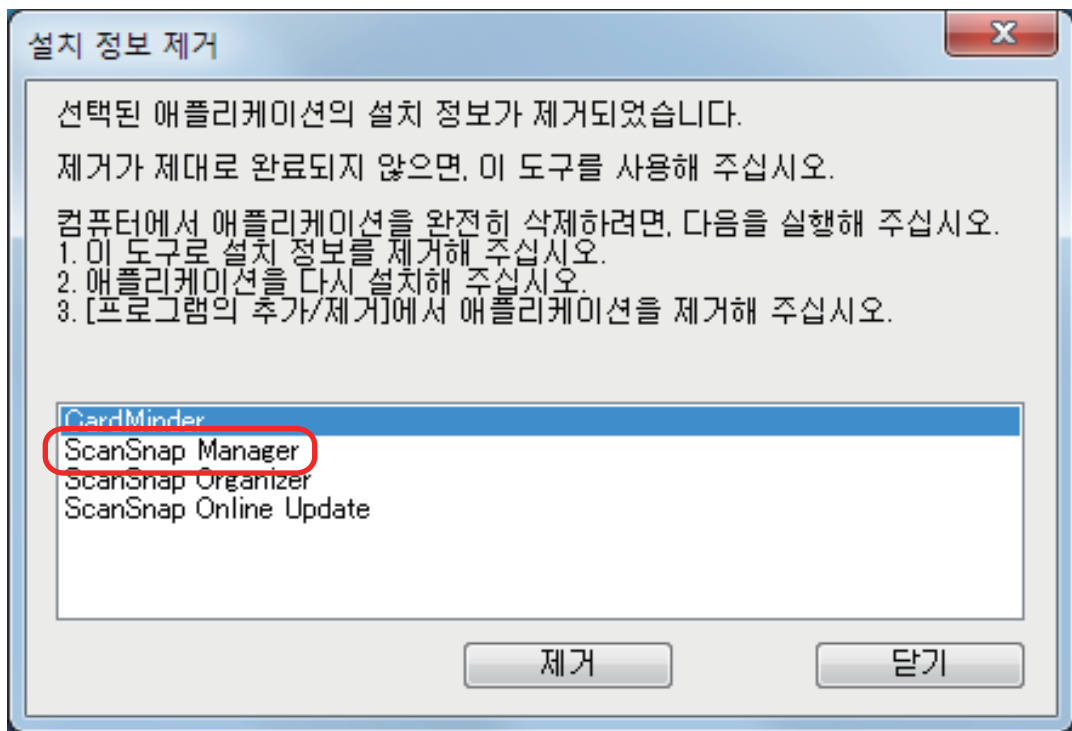 설치 정보 제거
선택된 애플리케이션의 설치 정보가 제거되었습니다.
제거가 제대로 완료되지 않으면, 이 도구를 사용해 주십시오.
컴퓨터에서 애플리케이션을 완전히 삭제하려면, 다음을 실행해 주십시오.
1. 이 도구로 설치 정보를 제거해 주십시오.
2. 애플리케이션을 다시 설치해 주십시오.
3. [프로그램의 추가/제거]에서 애플리케이션을 제거해 주십시오.
CardMinder
ScanSnap Manager
ScanSnap Organizer
ScanSnap Online Update
제거 닫기